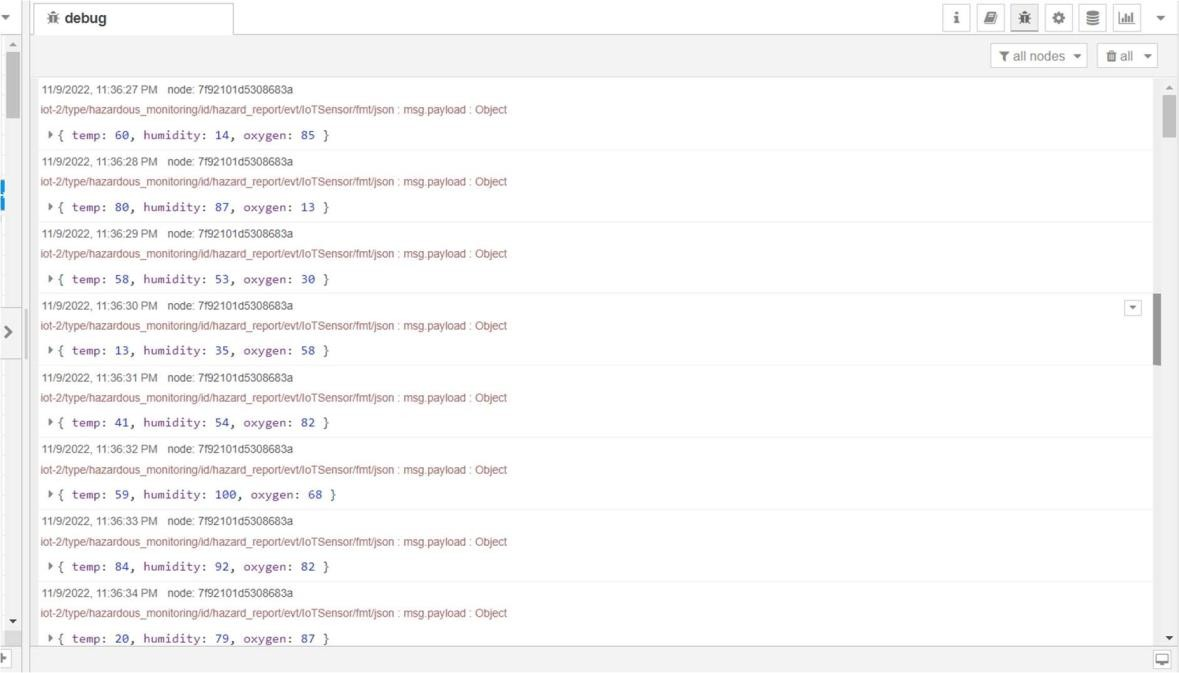 debug
all nodes
all
11/9/2022, 11:36:27 PM node: 7f92101d5308683a
iot-2/type/hazardous_monitoring/id/hazard_report/evt/IoTSensor/fmt/json : msg.payload : Object
{ temp: 60, humidity: 14, oxygen: 85 }
11/9/2022, 11:36:28 PM node: 7f92101d5308683a
iot-2/type/hazardous_monitoring/id/hazard_report/evt/IoTSensor/fmt/json : msg.payload : Object
{ temp: 80, humidity: 87, oxygen: 13 }
11/9/2022, 11:36:29 PM node: 7f92101d5308683a
iot-2/type/hazardous_monitoring/id/hazard_report/evt/IoTSensor/fmt/json : msg.payload : Object
{ temp: 58, humidity: 53, oxygen: 30 }
11/9/2022, 11:36:30 PM node: 7f92101d5308683a
iot-2/type/hazardous_monitoring/id/hazard_report/evt/IoTSensor/fmt/json : msg.payload : Object
{ temp: 13, humidity: 35, oxygen: 58 }
11/9/2022, 11:36:31 PM node: 7f92101d5308683a
iot-2/type/hazardous_monitoring/id/hazard_report/evt/IoTSensor/fmt/json : msg.payload : Object
{ temp: 41, humidity: 54, oxygen: 82 }
11/9/2022, 11:36:32 PM node: 7f92101d5308683a
iot-2/type/hazardous_monitoring/id/hazard_report/evt/IoTSensor/fmt/json : msg.payload : Object
{ temp: 59, humidity: 100, oxygen: 68 }
11/9/2022, 11:36:33 PM node: 7f92101d5308683a
iot-2/type/hazardous_monitoring/id/hazard_report/evt/IoTSensor/fmt/json : msg.payload : Object
{ temp: 84, humidity: 92, oxygen: 82 }
11/9/2022, 11:36:34 PM node: 7f92101d5308683a
iot-2/type/hazardous_monitoring/id/hazard_report/evt/IoTSensor/fmt/json : msg.payload : Object
{ temp: 20, humidity: 79, oxygen: 87 }